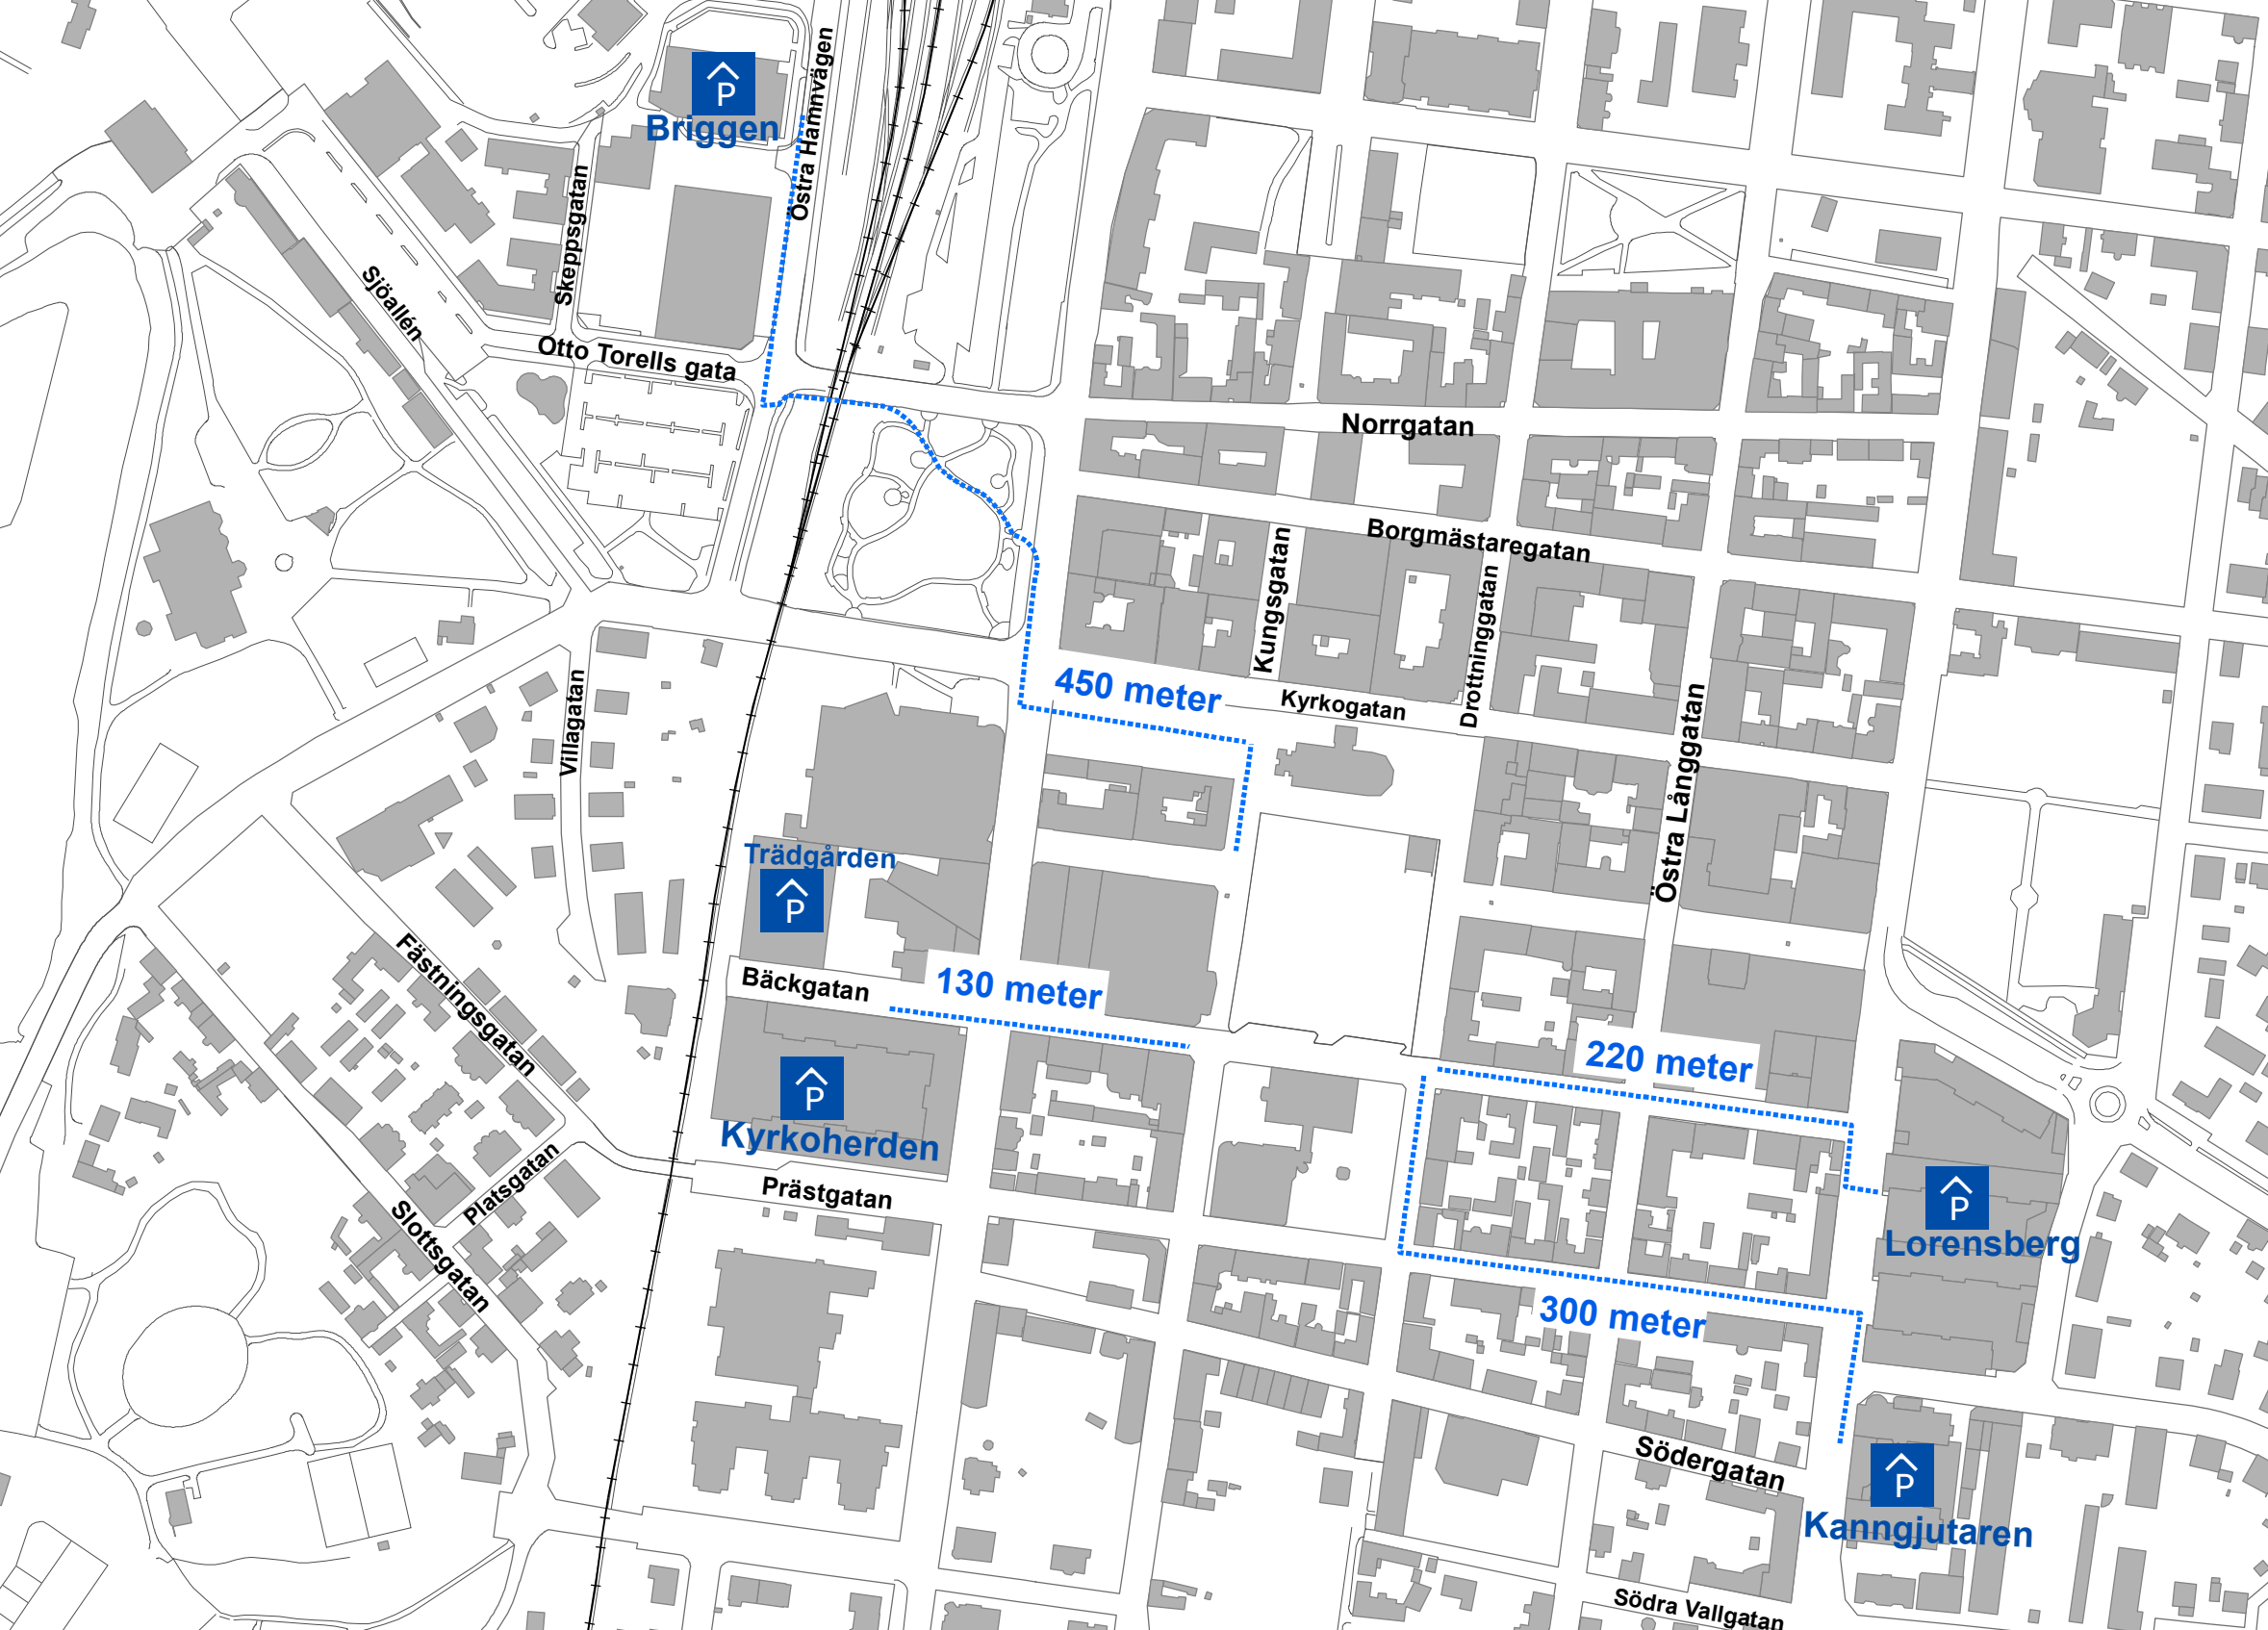 P
Briggen
Östra Hamnvägen
Skeppsgatan
Sjöallén
Otto Torells gata
Norrgatan
Borgmästaregatan
Kungsgatan
Drottninggatan
450 meter
Kyrkogatan
Villagatan
Östra Långgatan
Trädgården
P
Fästningsgatan
Bäckgatan
130 meter
220 meter
P
Kyrkoherden
Prästgatan
Platsgatan
Slottsgatan
P
Lorensberg
300 meter
Södergatan
P
Kanngjutaren
Södra Vallgatan